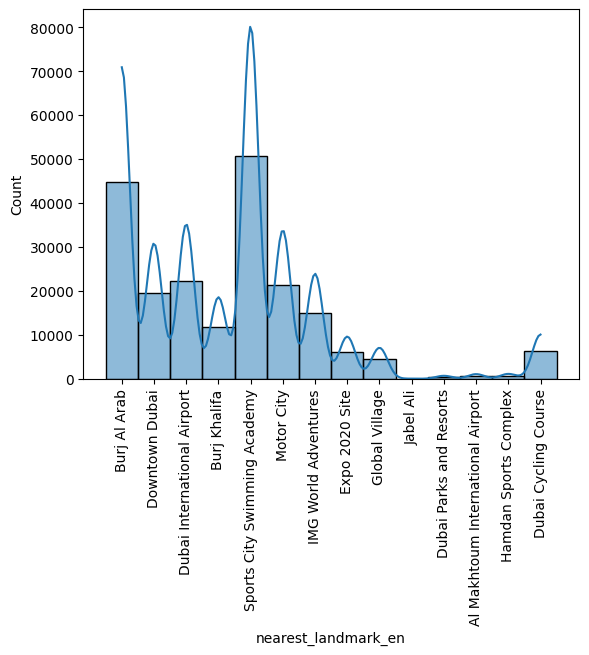 80000
70000
60000
50000
40000
30000
20000
10000
0
Count
Burj Al Arab
Downtown Dubai
Dubai International Airport
Burj Khalifa
Sports City Swimming Academy
Motor City
IMG World Adventures
Expo 2020 Site
Global Village
Jabel Ali
Dubai Parks and Resorts
Al Makhtoum International Airport
Hamdan Sports Complex
Dubai Cycling Course
nearest_landmark_en